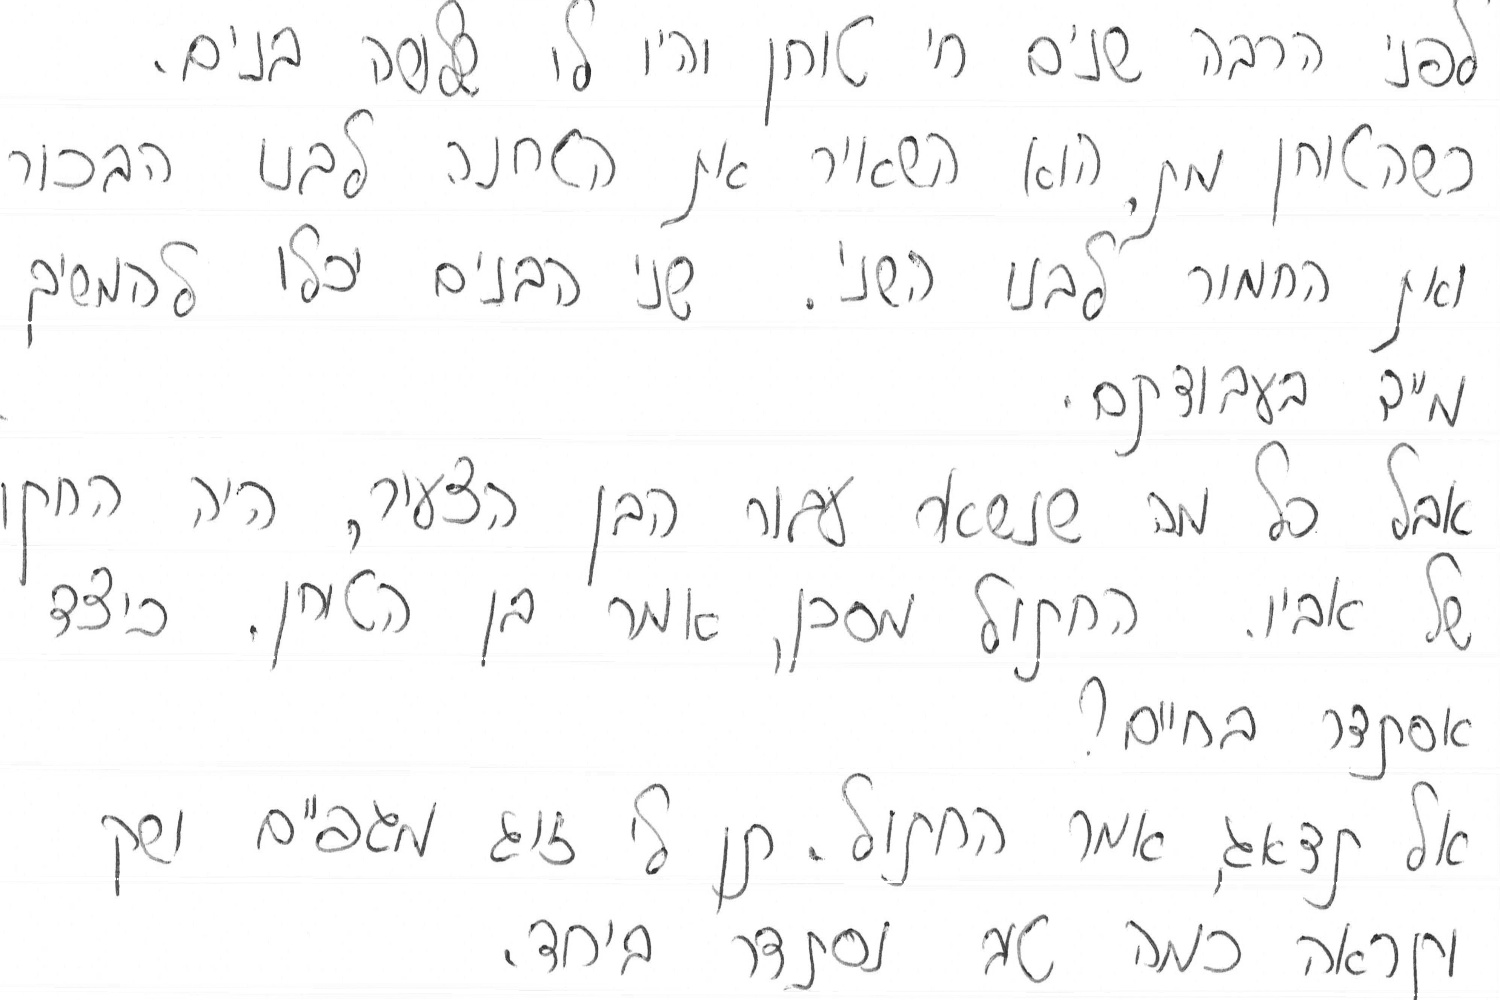 לפני הרבה שנים חי טוחן והיו לו שלושה בנים.
כשהטוחן מת, הוא השאיר את הטחנה לבנו הבכור
ואת החמור לבנו השני. שני הבנים יכלו להמשיך
מייד בעבודתם.
אבל כל מה שנשאר עבור הבן הצעיר, היה החתו
של אביו. החתול מסכן, אמר בן הטוחן. כיצד
אסתדר בחיים?
אל תדאג, אמר החתול. תן לי זוג מגפיים ושק
ותראה כמה טוב נסתדר ביחד.